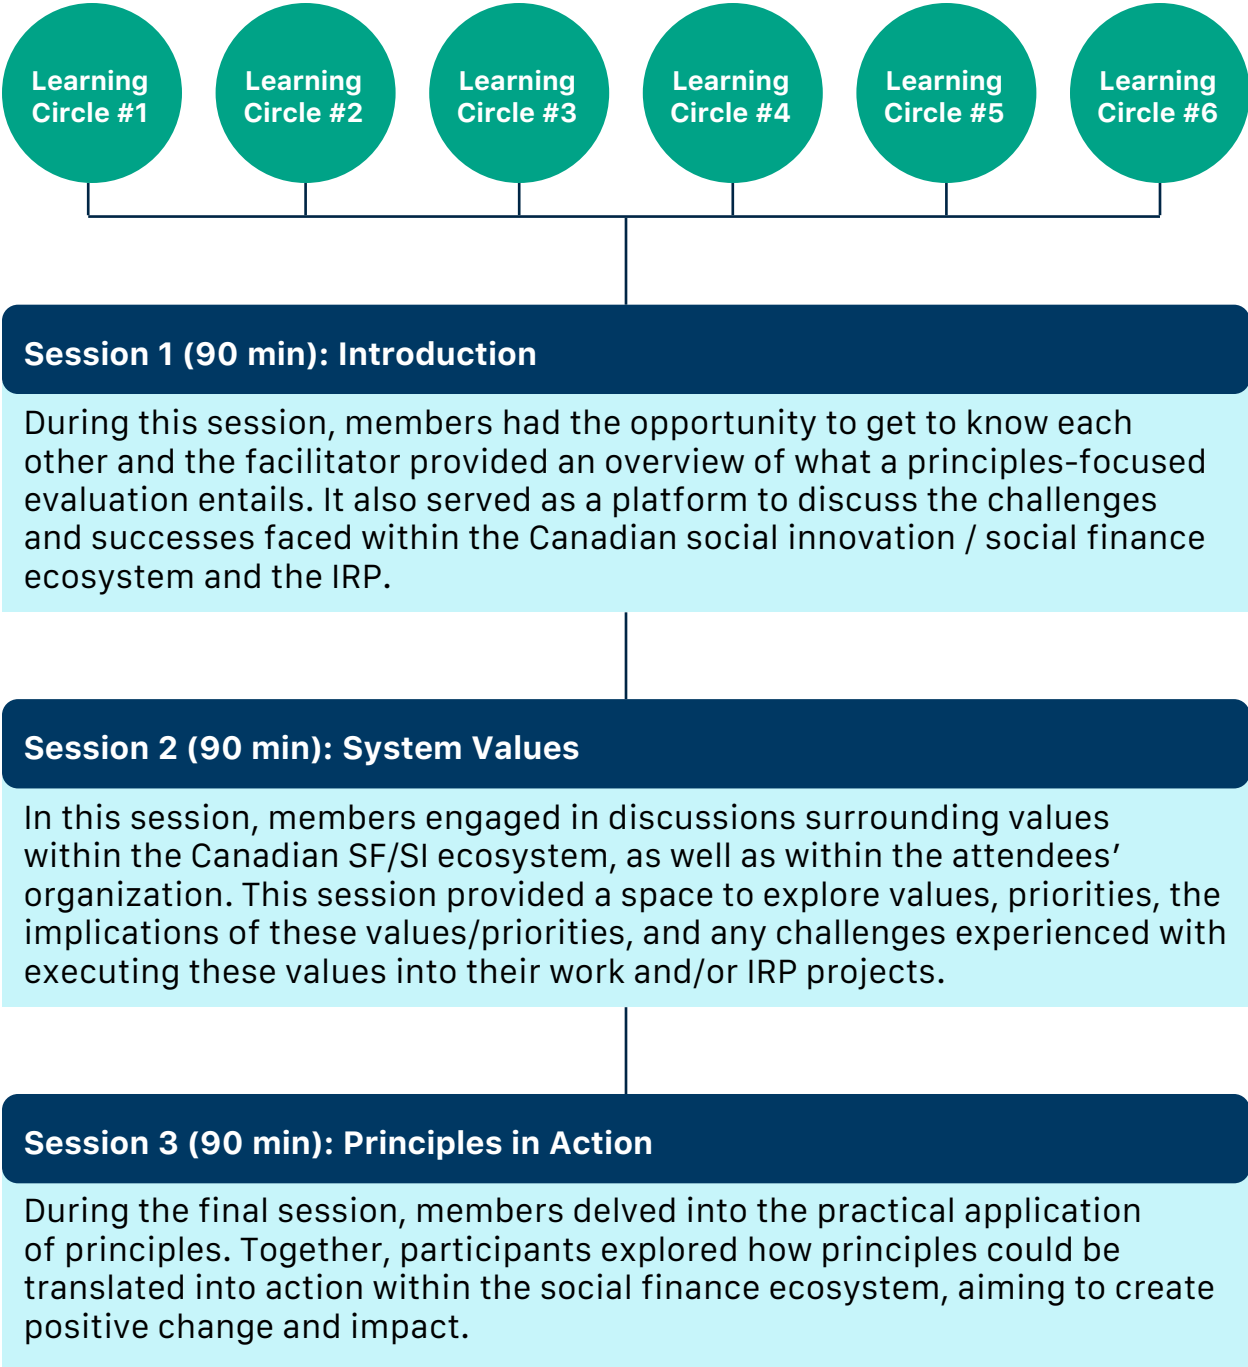 Learning
Circle #1
Learning
Circle #2
Learning
Circle #3
Learning
Circle #4
Learning
Circle #5
Learning
Circle #6
Session 1 (90 min): Introduction
During this session, members had the opportunity to get to know each
other and the facilitator provided an overview of what a principles-focused
evaluation entails. It also served as a platform to discuss the challenges
and successes faced within the Canadian social innovation / social finance
ecosystem and the IRP.
Session 2 (90 min): System Values
In this session, members engaged in discussions surrounding values
within the Canadian SF/SI ecosystem, as well as within the attendees’
organization. This session provided a space to explore values, priorities, the
implications of these values/priorities, and any challenges experienced with
executing these values into their work and/or IRP projects.
Session 3 (90 min): Principles in Action
During the final session, members delved into the practical application
of principles. Together, participants explored how principles could be
translated into action within the social finance ecosystem, aiming to create
positive change and impact.